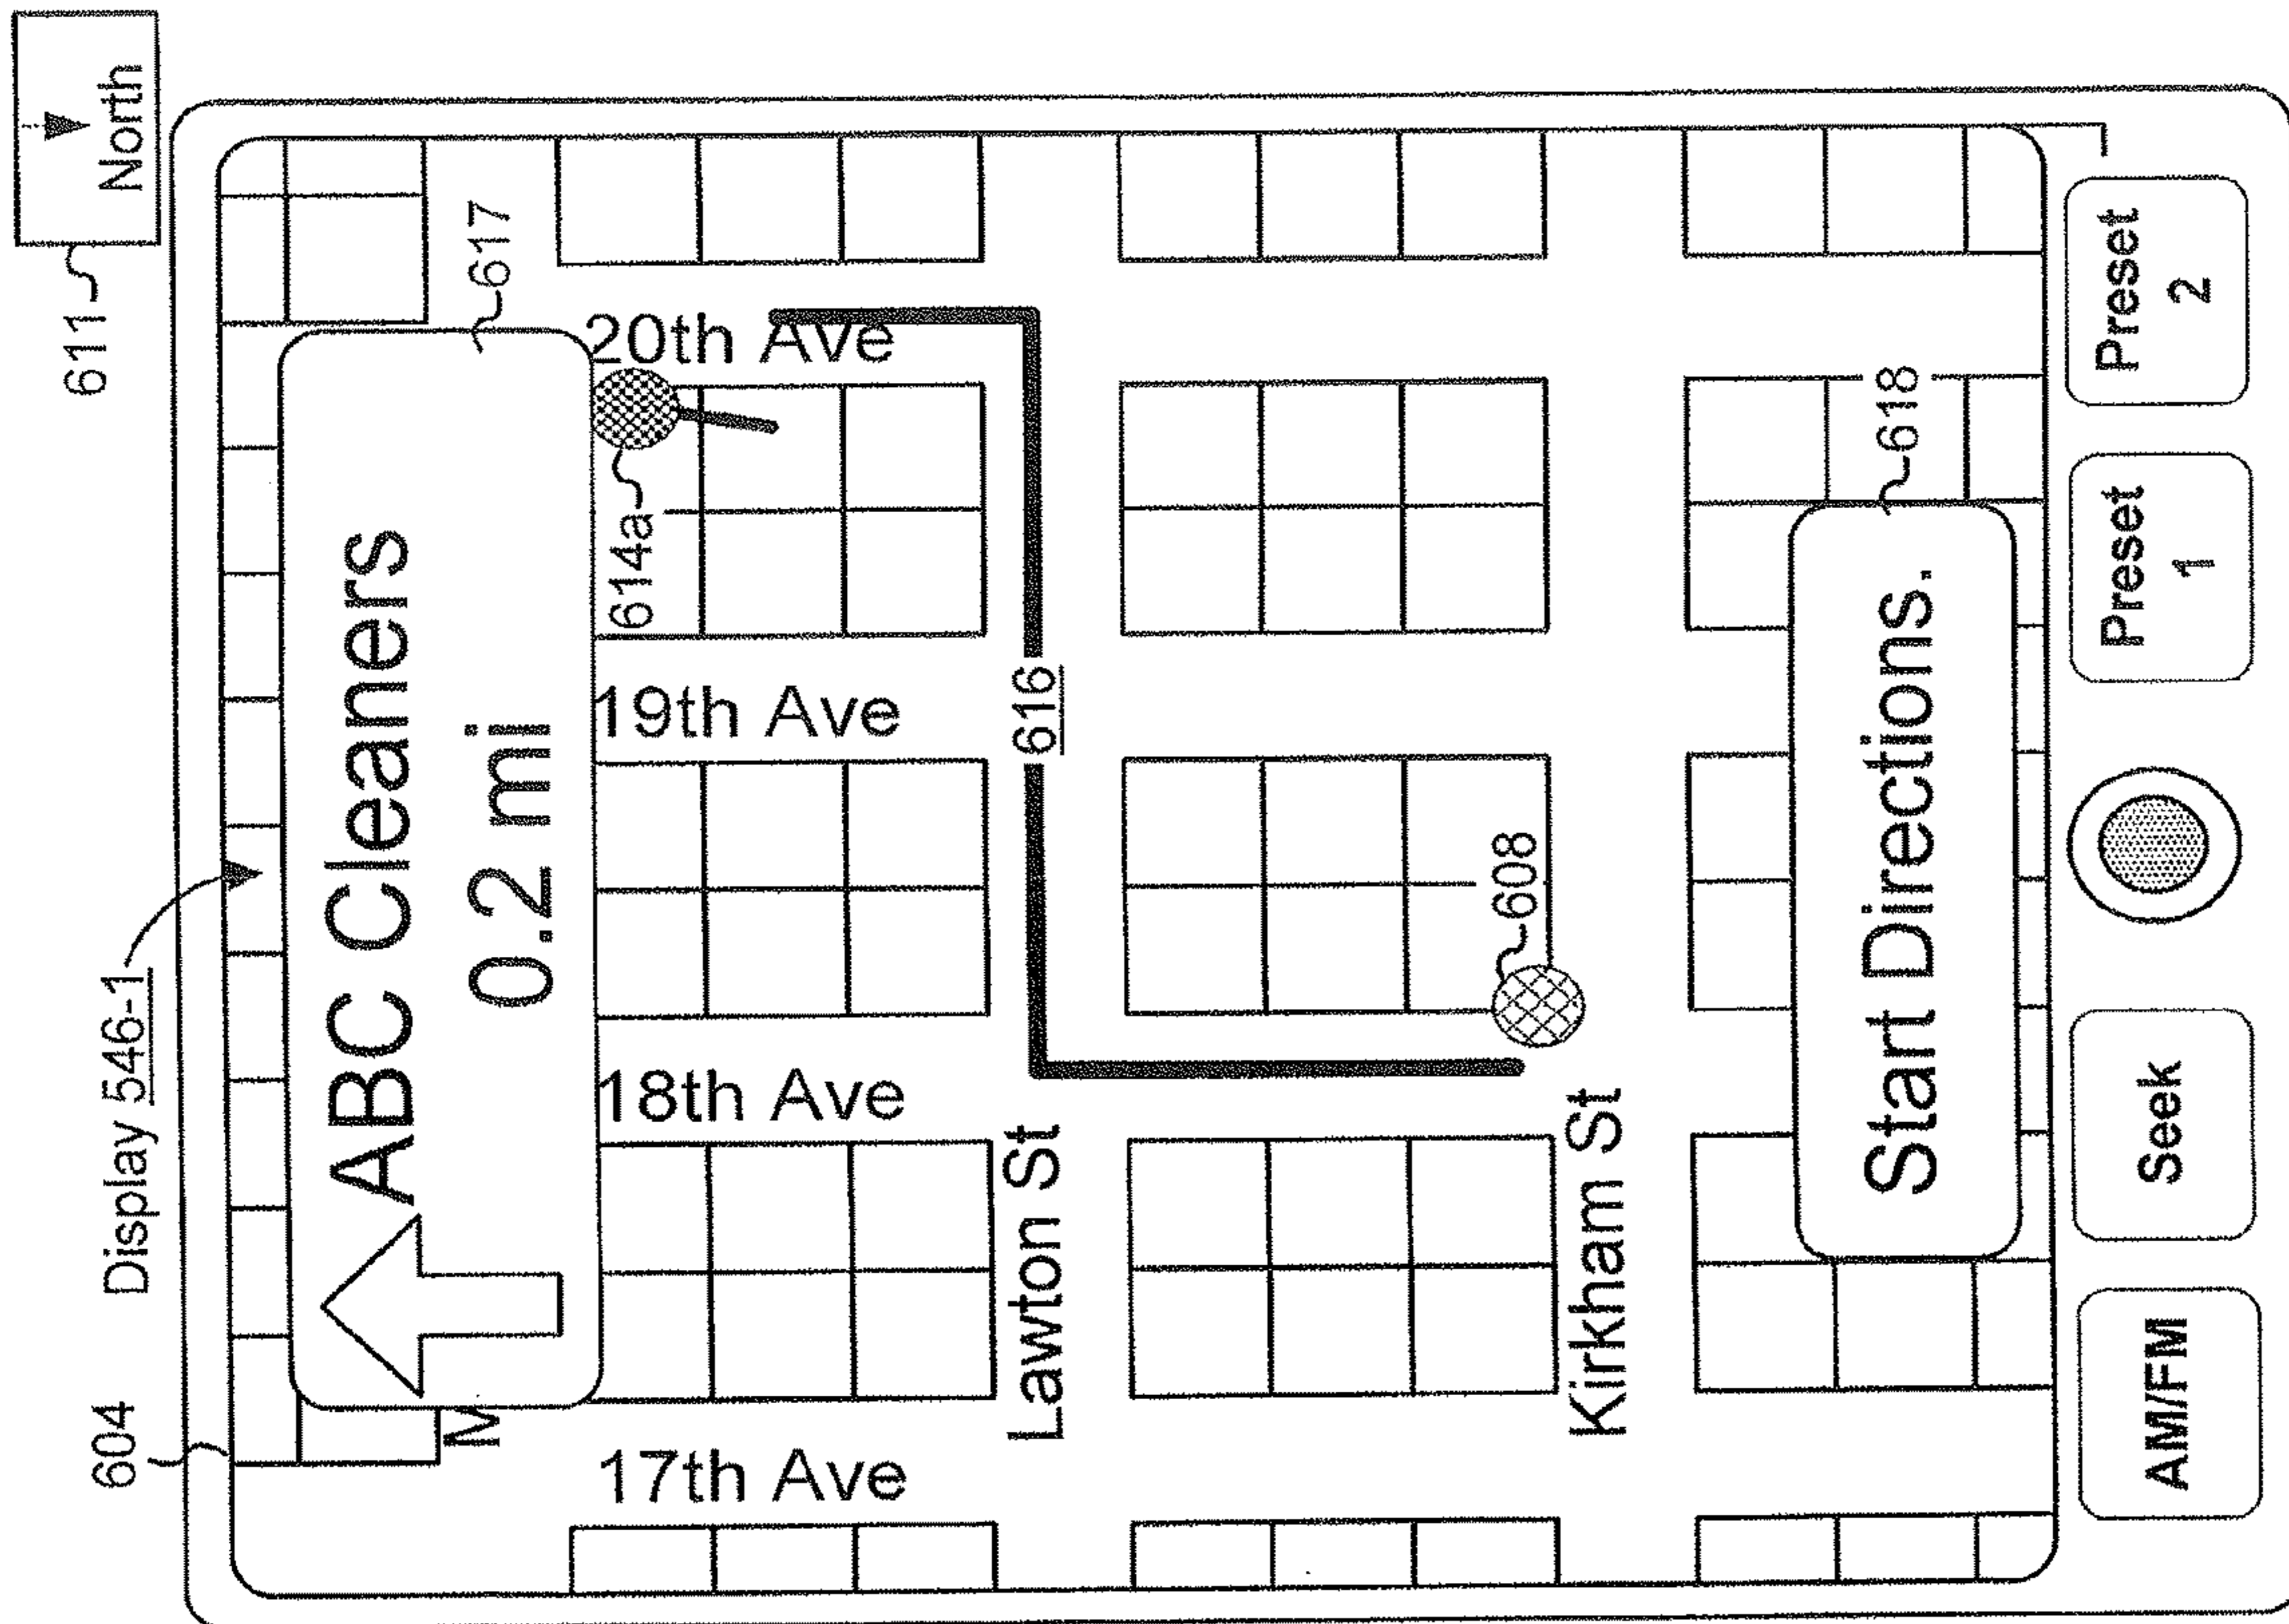 Display 546-1
604
611
North
ABC Cleaners
0.2 mi
617
M
614a
17th Ave
18th Ave
19th Ave
20th Ave
Lawton St
616
Kirkham St
608
618
Start Directions.
AM/FM
Seek
Preset
1
Preset
2